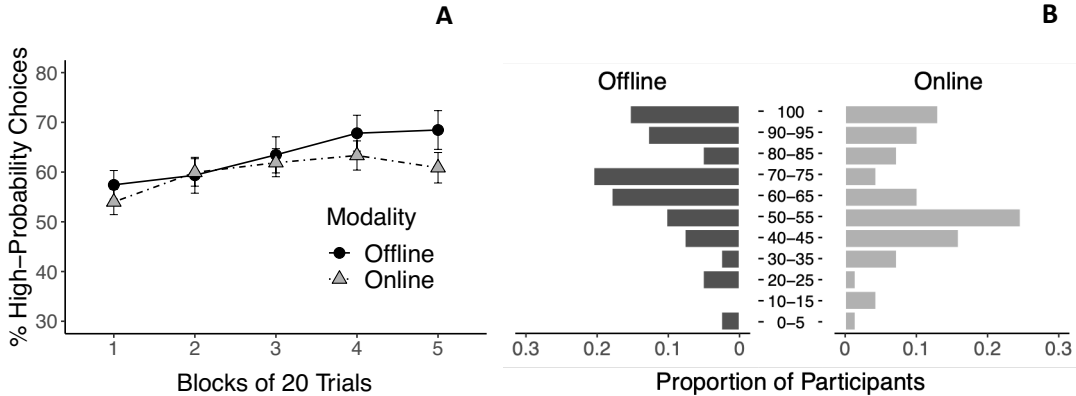 A
% High–Probability Choices
80
70
60
50
40
30
Modality
Offline
Online
1 2 3 4 5
Blocks of 20 Trials
B
Offline Online
100
90–95
80–85
70–75
60–65
50–55
40–45
30–35
20–25
10–15
0–5
0.3 0.2 0.1 0 0 0.1 0.2 0.3
Proportion of Participants